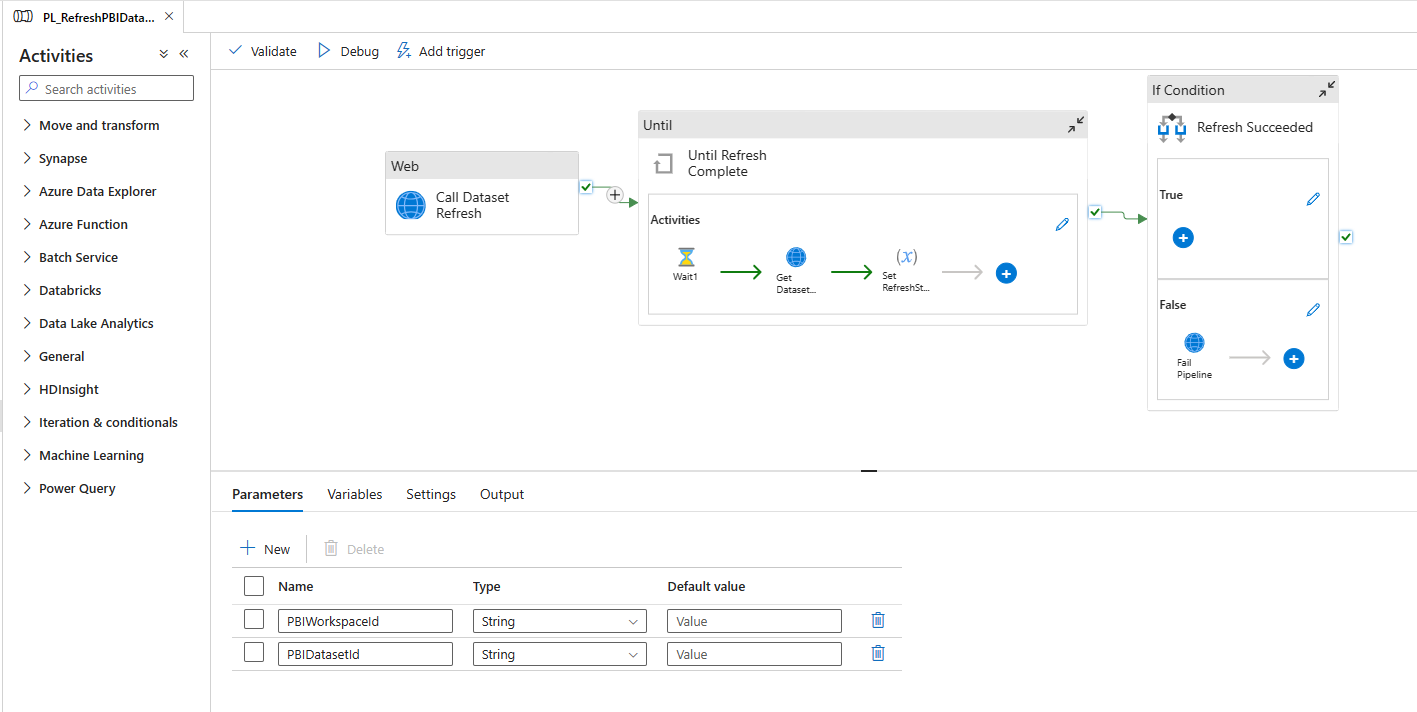 PL_RefreshPBIData...
Activities
Search activities
Move and transform
Synapse
Azure Data Explorer
Azure Function
Batch Service
Databricks
Data Lake Analytics
General
HDInsight
Iteration & conditionals
Machine Learning
Power Query
Validate
Debug
Add trigger
Web
Call Dataset
Refresh
Until
Until Refresh
Complete
Activities
Wait1
Get
Dataset...
(x)
Set
RefreshSt...
If Condition
Refresh Succeeded
True
False
Fail
Pipeline
Parameters Variables Settings Output
New Delete
Name Type Default value
PBIWorkspaceId String Value
PBIDatasetId String Value